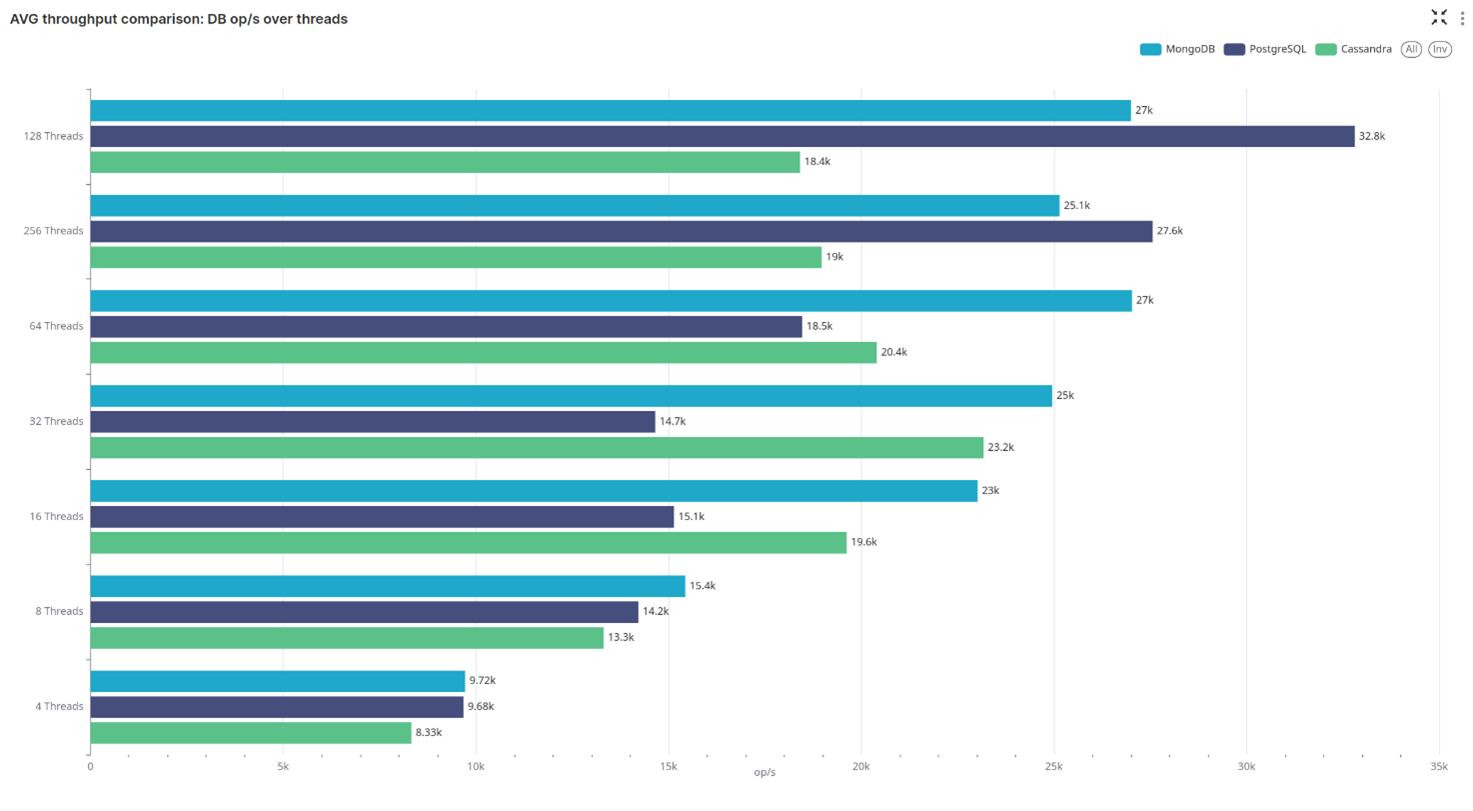 AVG throughput comparison: DB op/s over threads
MongoDB PostgreSQL Cassandra All Inv
27k
128 Threads 32.8k
18.4k
25.1k
256 Threads 27.6k
19k
27k
64 Threads 18.5k
20.4k
25k
32 Threads 14.7k
23.2k
23k
16 Threads 15.1k
19.6k
15.4k
8 Threads 14.2k
13.3k
9.72k
4 Threads 9.68k
8.33k
0 5k 10k 15k 20k 25k 30k 35k
op/s